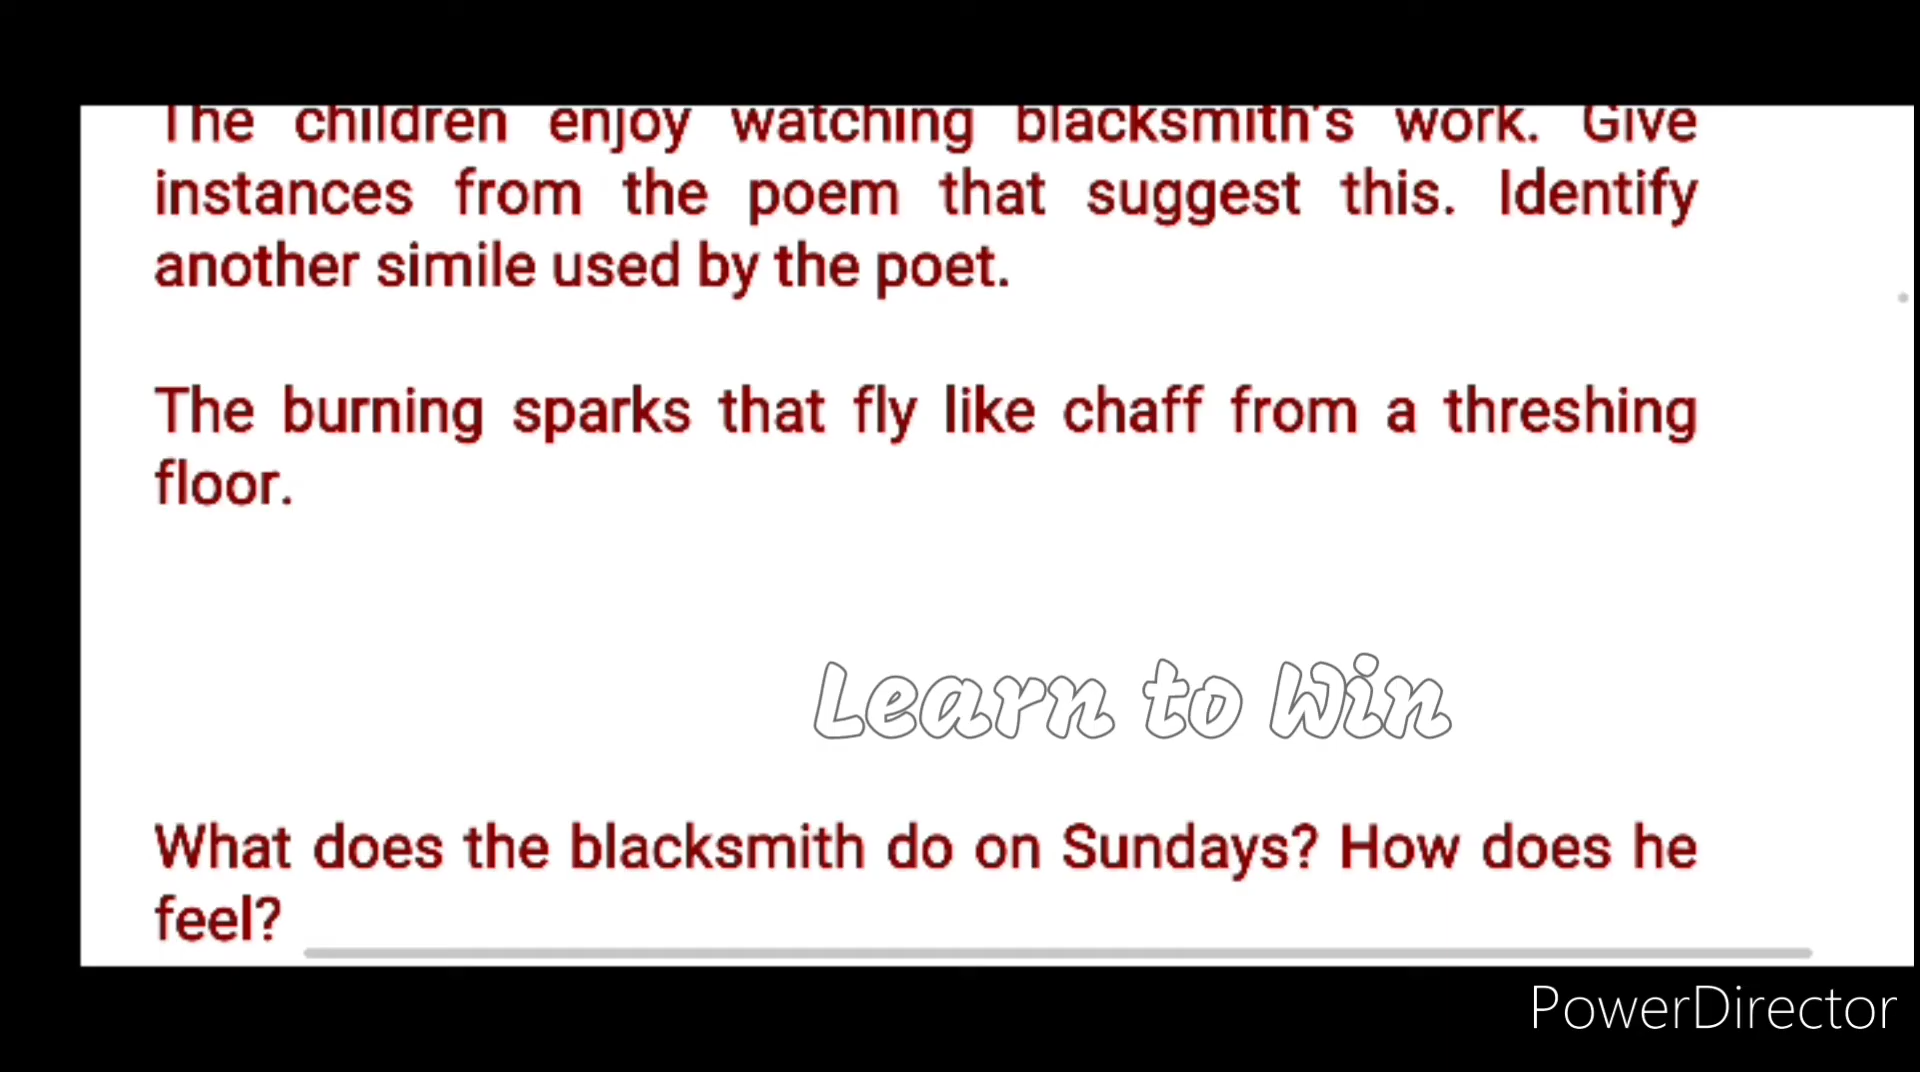 The children enjoy watching blacksmith's work. Give
instances from the poem that suggest this. Identify
another simile used by the poet.
The burning sparks that fly like chaff from a threshing
floor.
Learn to Win
What does the blacksmith do on Sundays? How does he
feel?
PowerDirector